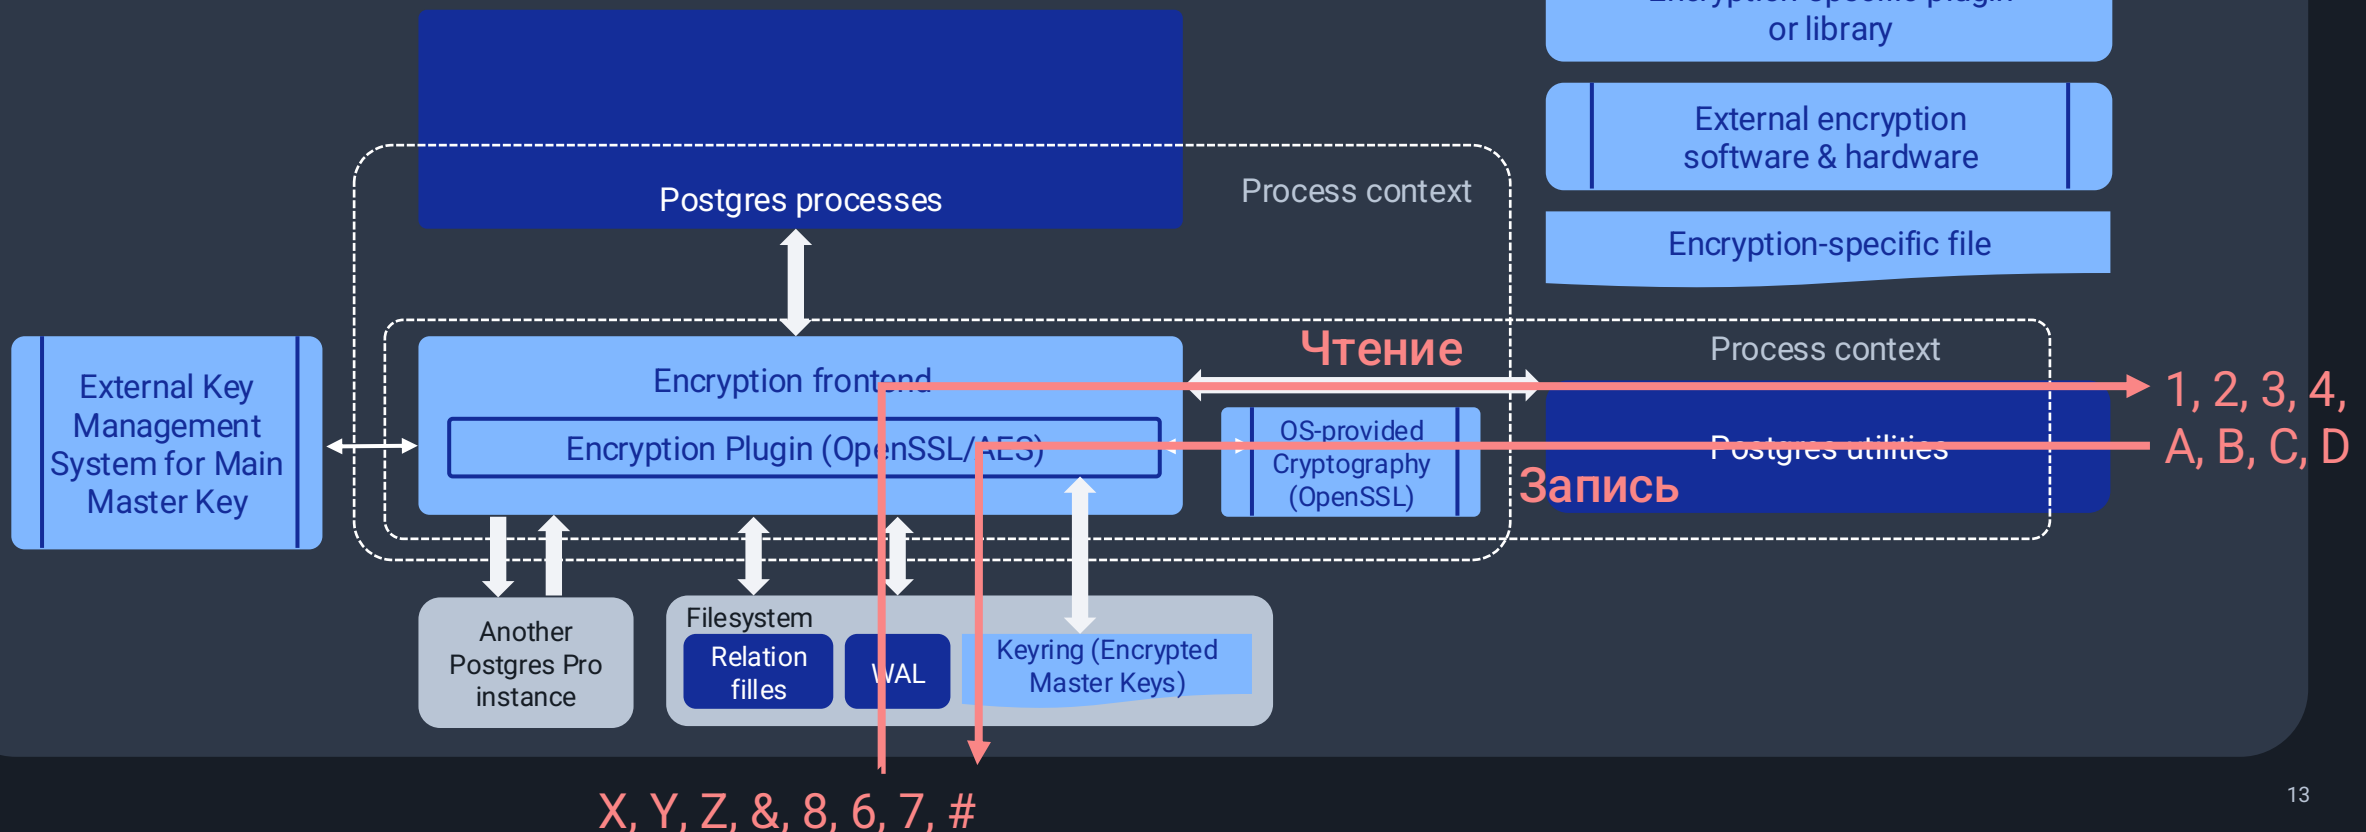 Encryption-specific plugin
or library
External encryption
software & hardware
Encryption-specific file
Postgres processes
Process context
External Key
Management
System for Main
Master Key
Encryption frontend
Encryption Plugin (OpenSSL/AES)
Чтение
OS-provided
Cryptography
(OpenSSL)
Process context
Postgres utilities
Запись
1, 2, 3, 4,
A, B, C, D
Another
Postgres Pro
instance
Filesystem
Relation
filles
WAL
Keyring (Encrypted
Master Keys)
X, Y, Z, &, 8, 6, 7, #
13